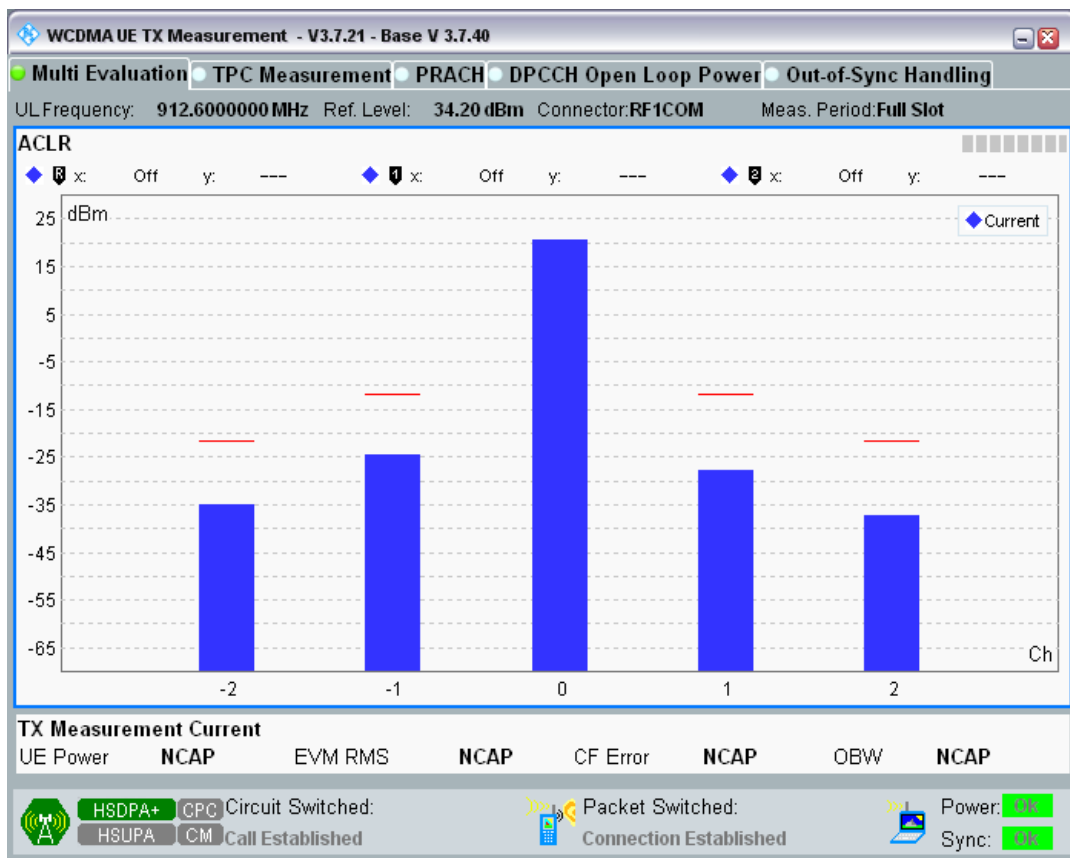 WCDMA UE TX Measurement - V3.7.21 - Base V 3.7.40
Multi Evaluation TPC Measurement PRACH DPCCH Open Loop Power Out-of-Sync Handling
UL Frequency: 912.6000000 MHz Ref. Level: 34.20 dBm Connector:RF1COM Meas. Period:Full Slot
ACLR
R x: Off y: --- 1 x: Off y: --- 2 x: Off y: ---
dBm
Current
25
15
5
-5
-15
-25
-35
-45
-55
-65
Ch
-2 -1 0 1 2
TX Measurement Current
UE Power NCAP EVM RMS NCAP CF Error NCAP OBW NCAP
HSDPA+ CPC Circuit Switched: Packet Switched: Power: Ok
HSUPA CM Call Established Connection Established Sync: Ok